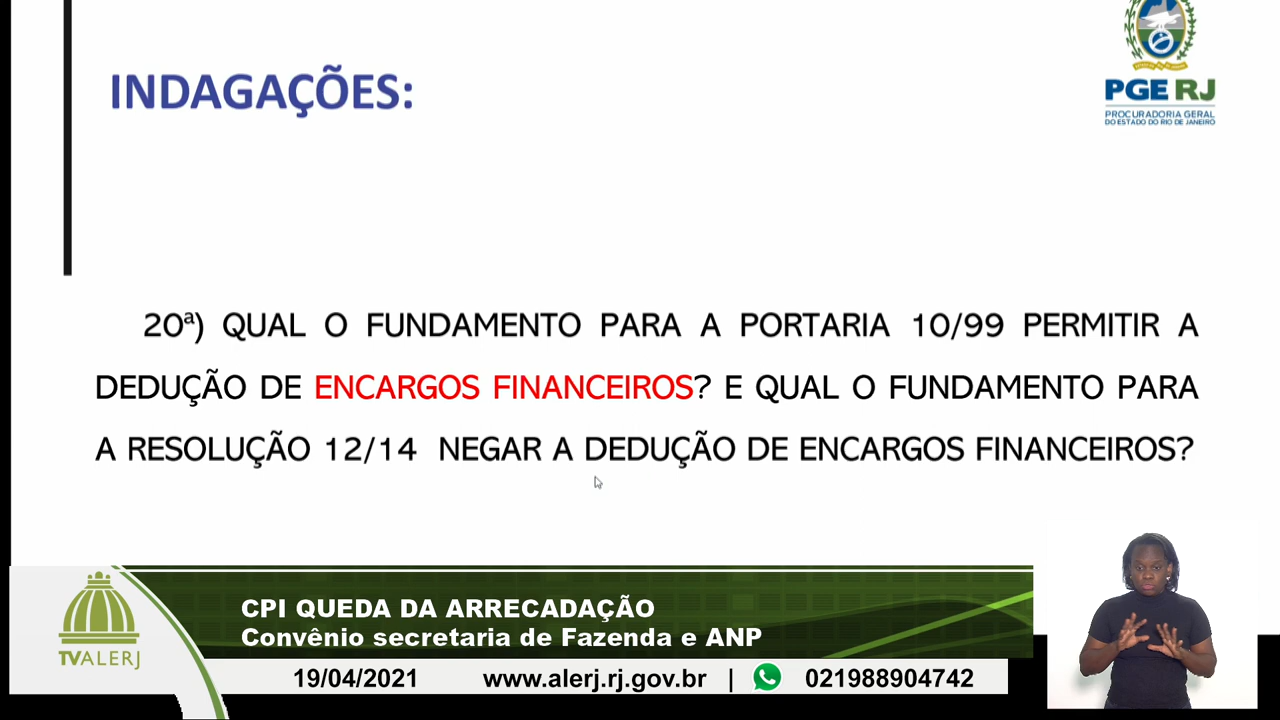 INDAGAÇÕES:
PGE RJ
PROCURADORIA GERAL
DO ESTADO DO RIO DE JANEIRO
20ª) QUAL O FUNDAMENTO PARA A PORTARIA 10/99 PERMITIR A
DEDUÇÃO DE ENCARGOS FINANCEIROS? E QUAL O FUNDAMENTO PARA
A RESOLUÇÃO 12/14 NEGAR A DEDUÇÃO DE ENCARGOS FINANCEIROS?
CPI QUEDA DA ARRECADAÇÃO
Convênio secretaria de Fazenda e ANP
TVALERJ
19/04/2021 www.alerj.rj.gov.br | 021988904742